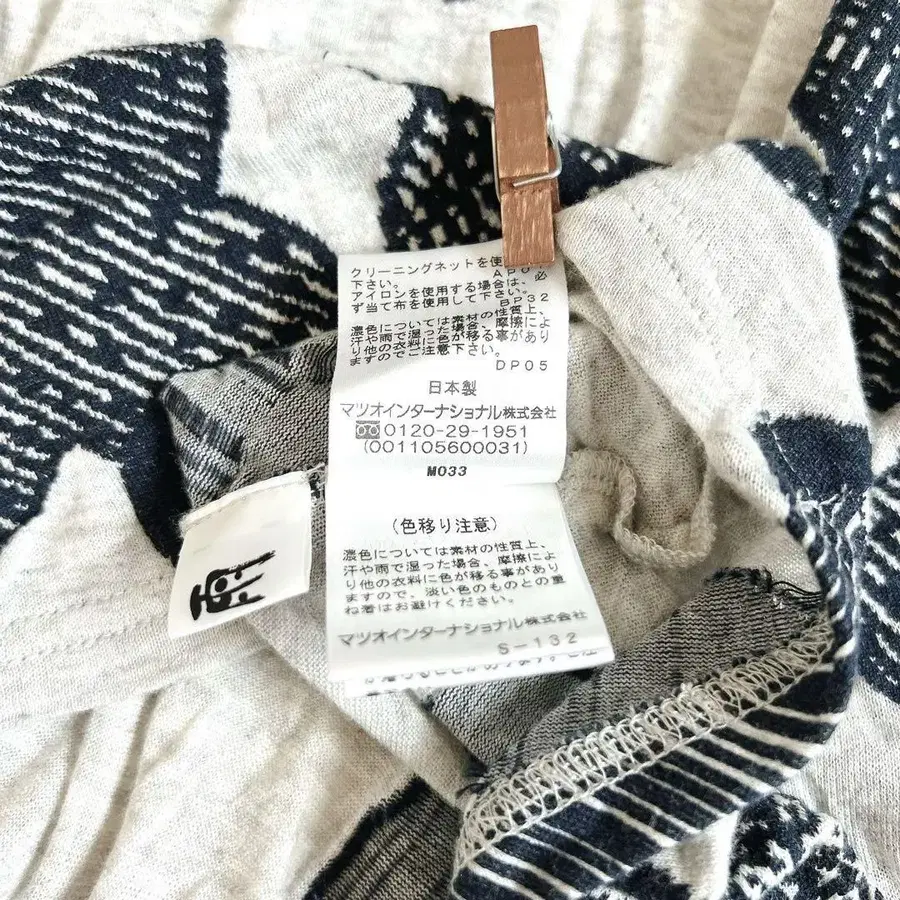 クリーニングネットを使
下さい。 AP0
アイロンを使用する場合は、必
ず当て布を使用して下さい。
BP32
濃色については素材の性質上、
汗や雨で湿った場合、摩擦によ
り他の衣料に色が移る事があり
ますのでご注意下さい。
DP05
日本製
マツオインターナショナル株式会社
0120-29-1951
(001105600031)
M033
(色移り注意)
濃色については素材の性質上、
汗や雨で湿った場合、摩擦によ
り他の衣料に色が移る事があり
ますので、淡い色のものとの重
ね着はお避けください。
マツオインターナショナル株式会社
S-132